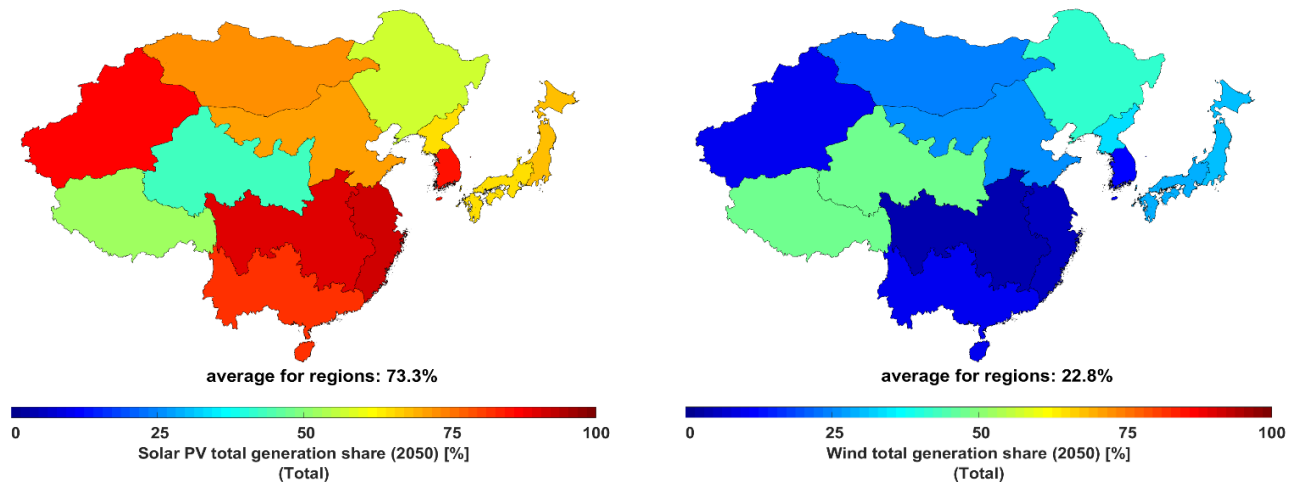 average for regions: 73.3%
0 25 50 75 100
Solar PV total generation share (2050) [%]
(Total)
average for regions: 22.8%
0 25 50 75 100
Wind total generation share (2050) [%]
(Total)